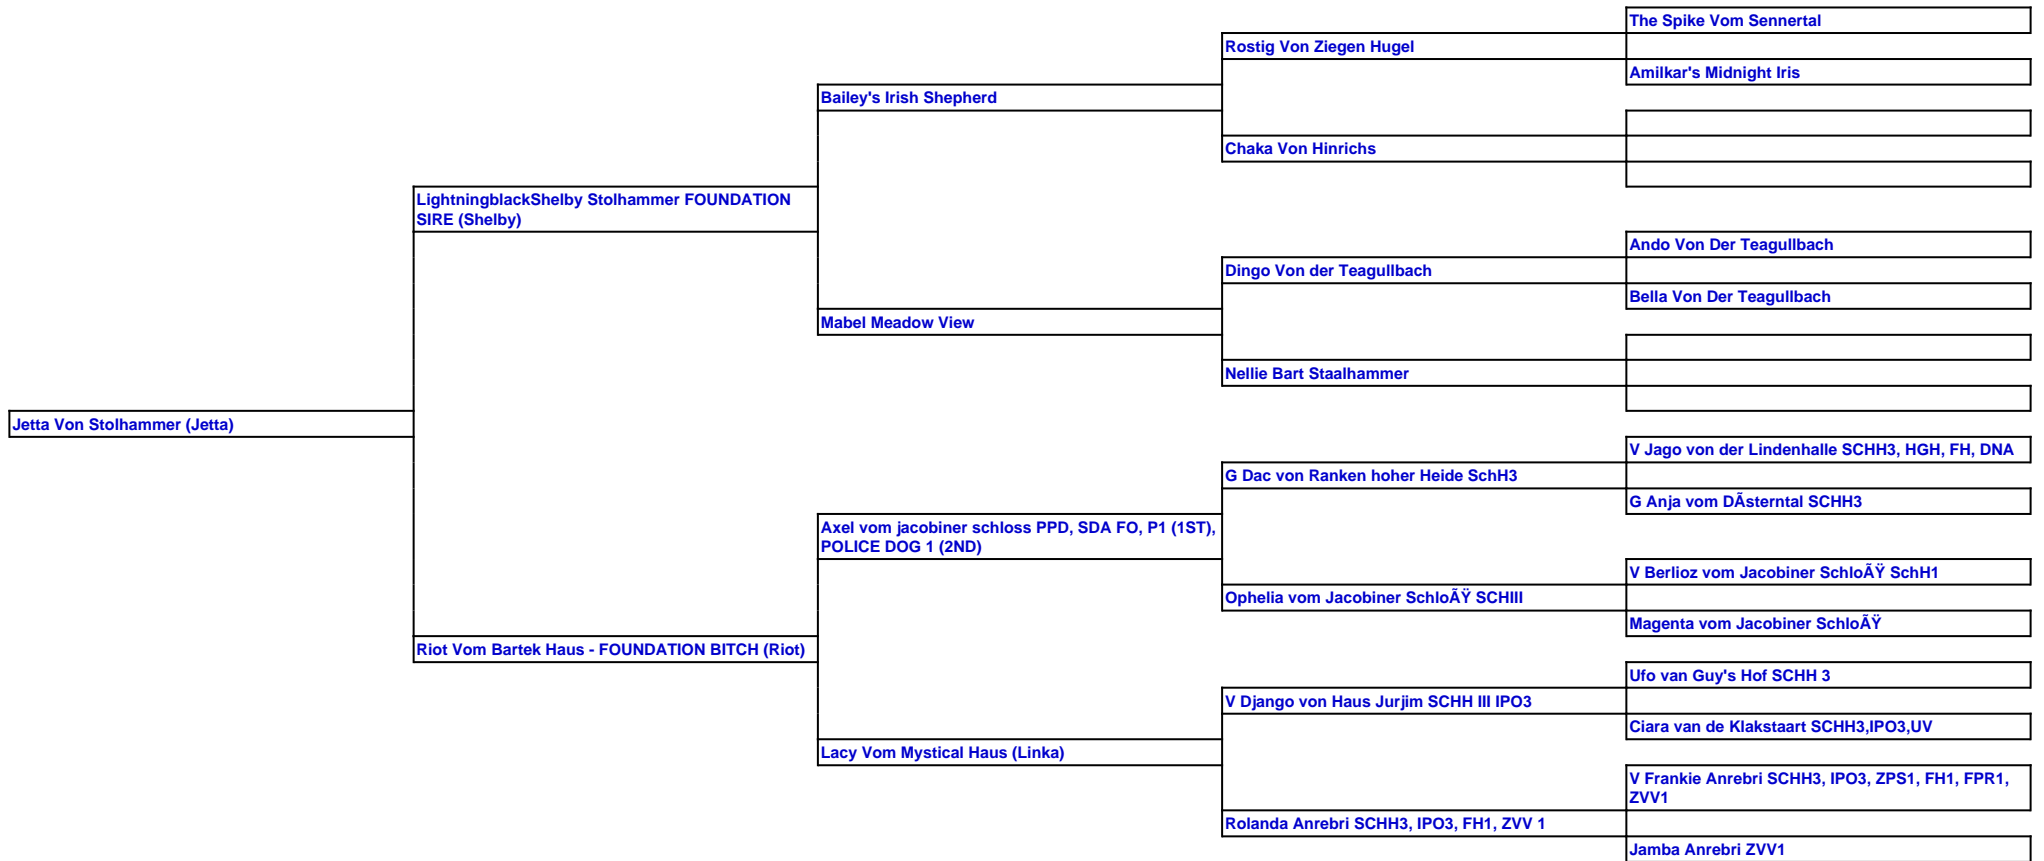 The Spike Vom Sennertal
Rostig Von Ziegen Hugel
Amilkar's Midnight Iris
Bailey's Irish Shepherd
Chaka Von Hinrichs
LightningblackShelby Stolhammer FOUNDATION
SIRE (Shelby)
Ando Von Der Teagullbach
Dingo Von der Teagullbach
Bella Von Der Teagullbach
Mabel Meadow View
Nellie Bart Staalhammer
Jetta Von Stolhammer (Jetta)
V Jago von der Lindenhalle SCHH3, HGH, FH, DNA
G Dac von Ranken hoher Heide SchH3
G Anja vom DÃsterntal SCHH3
Axel vom jacobiner schloss PPD, SDA FO, P1 (1ST),
POLICE DOG 1 (2ND)
V Berlioz vom Jacobiner SchloÃŸ SchH1
Ophelia vom Jacobiner SchloÃŸ SCHIII
Magenta vom Jacobiner SchloÃŸ
Riot Vom Bartek Haus - FOUNDATION BITCH (Riot)
Ufo van Guy's Hof SCHH 3
V Django von Haus Jurjim SCHH III IPO3
Ciara van de Klakstaart SCHH3,IPO3,UV
Lacy Vom Mystical Haus (Linka)
V Frankie Anrebri SCHH3, IPO3, ZPS1, FH1, FPR1,
ZVV1
Rolanda Anrebri SCHH3, IPO3, FH1, ZVV 1
Jamba Anrebri ZVV1